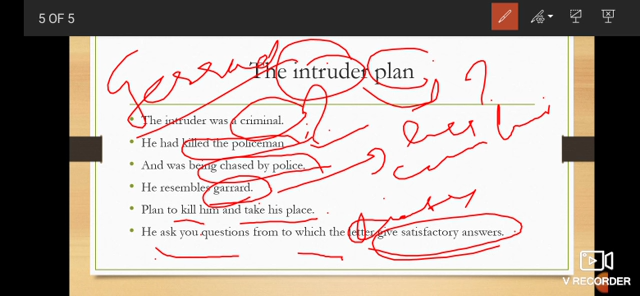 5 OF 5
Gerrard
The intruder plan
?
The intruder was a criminal.
He had killed the policeman
And was being chased by police.
He resembles garrard.
Plan to kill him and take his place.
He ask you questions from to which the letter give satisfactory answers.
V RECORDER